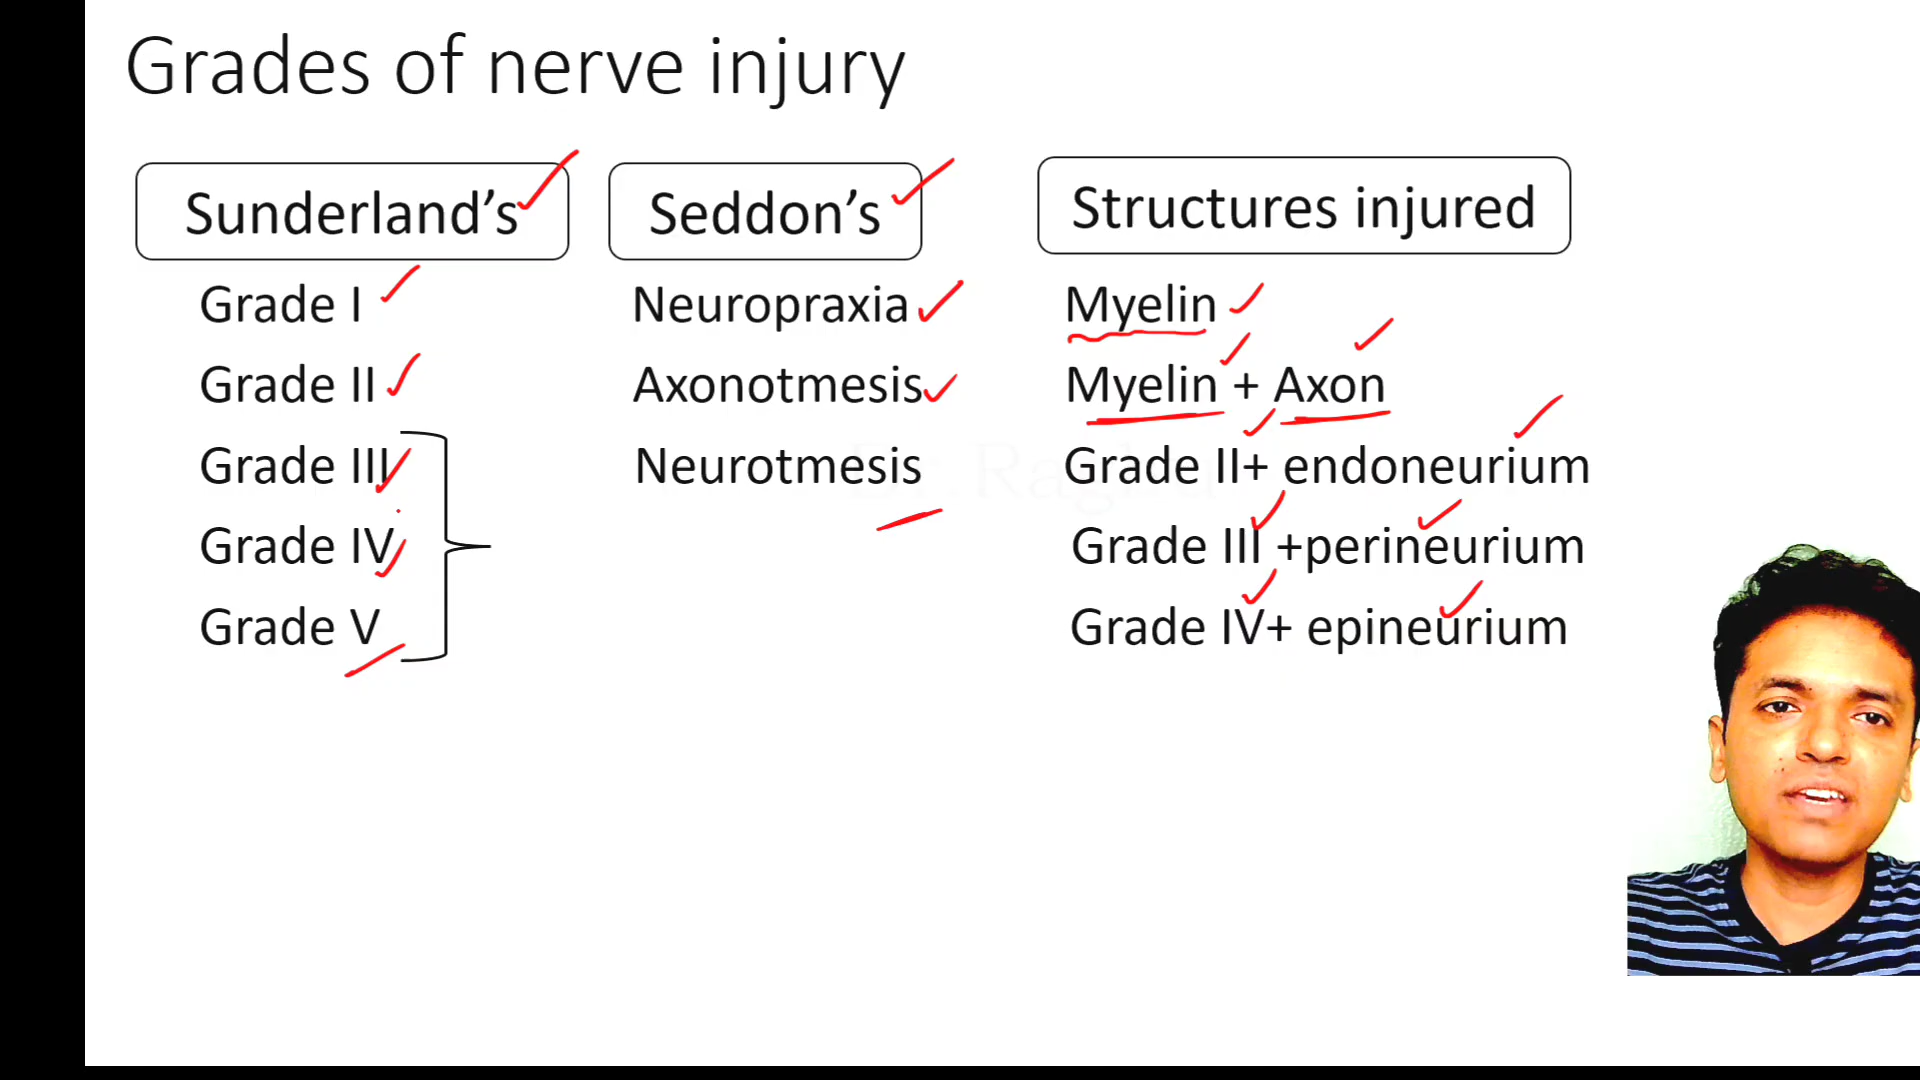 Grades of nerve injury
Sunderland's Seddon's Structures injured
Grade I Neuropraxia Myelin
Grade II Axonotmesis Myelin + Axon
Grade III Neurotmesis Grade II+ endoneurium
Grade IV Grade III +perineurium
Grade V Grade IV+ epineurium